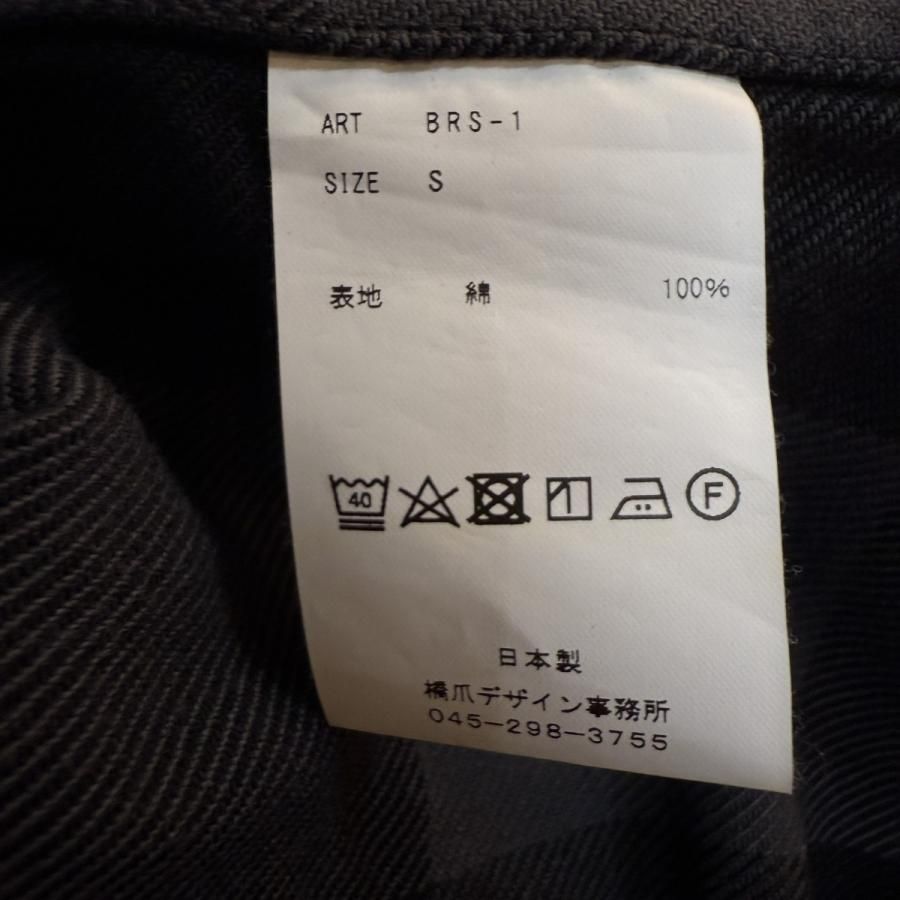 ART BRS-1
SIZE S
表地 綿 100%
40 F
日本製
橋爪デザイン事務所
045-298-3755